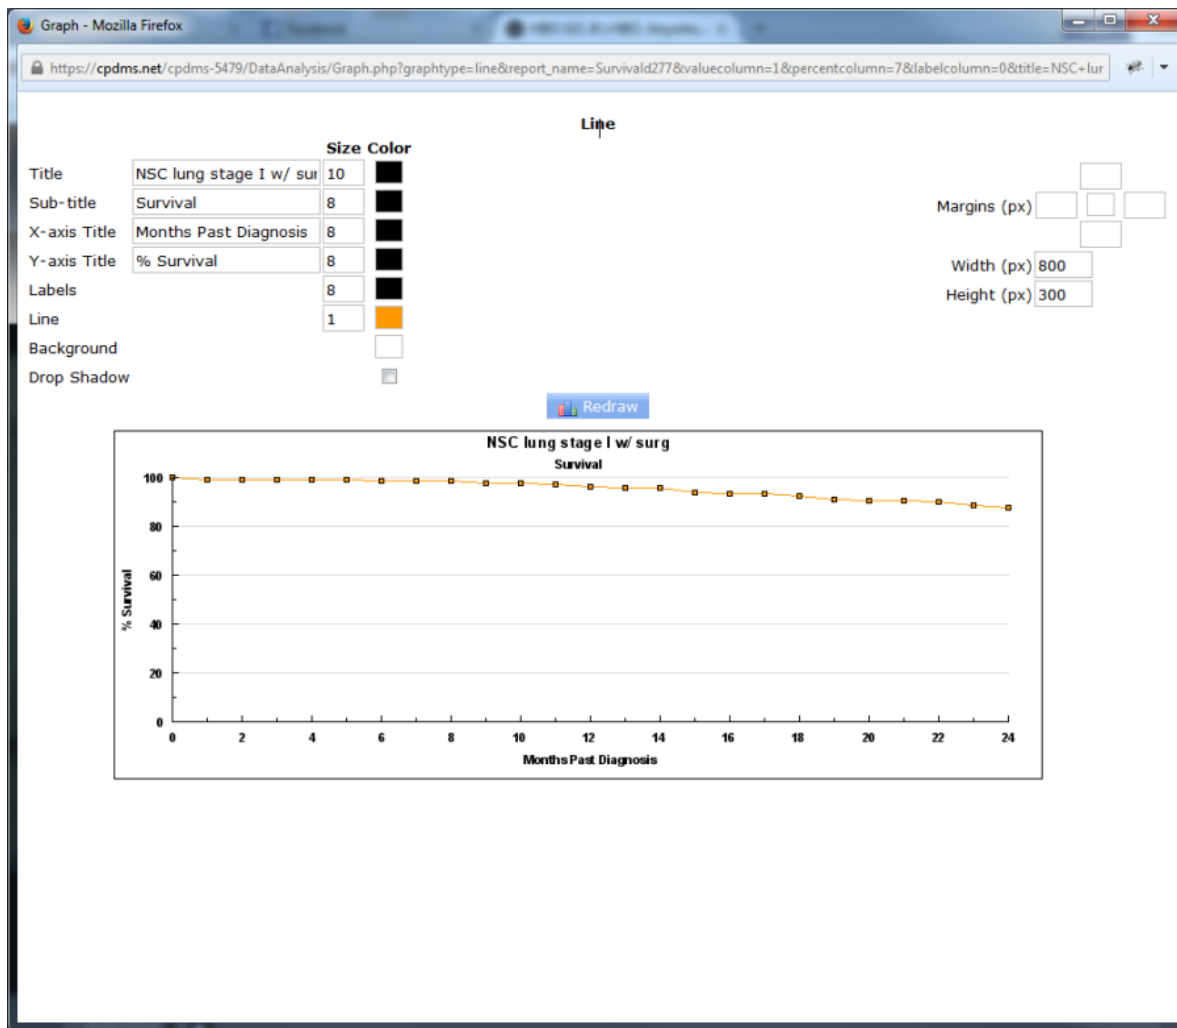 Graph - Mozilla Firefox
https://cpdms.net/cpdms-5479/DataAnalysis/Graph.php?graphtype=line&report_name=SurvivalId277&valuecolumn=1&percentcolumn=7&labelcolumn=0&title=NSC+lur
Line
Size Color
Title NSC lung stage I w/ sur 10
Sub-title Survival 8
X-axis Title Months Past Diagnosis 8
Y-axis Title % Survival 8
Labels 8
Line 1
Background
Drop Shadow
Margins (px)
Width (px) 800
Height (px) 300
Redraw
NSC lung stage I w/ surg
Survival
100
80
60
40
20
0
% Survival
0 2 4 6 8 10 12 14 16 18 20 22 24
Months Past Diagnosis